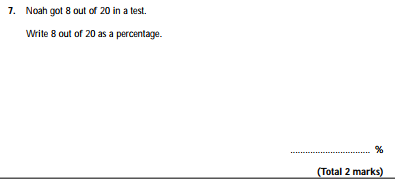 7. Noah got 8 out of 20 in a test.
Write 8 out of 20 as a percentage.
................................ %
(Total 2 marks)